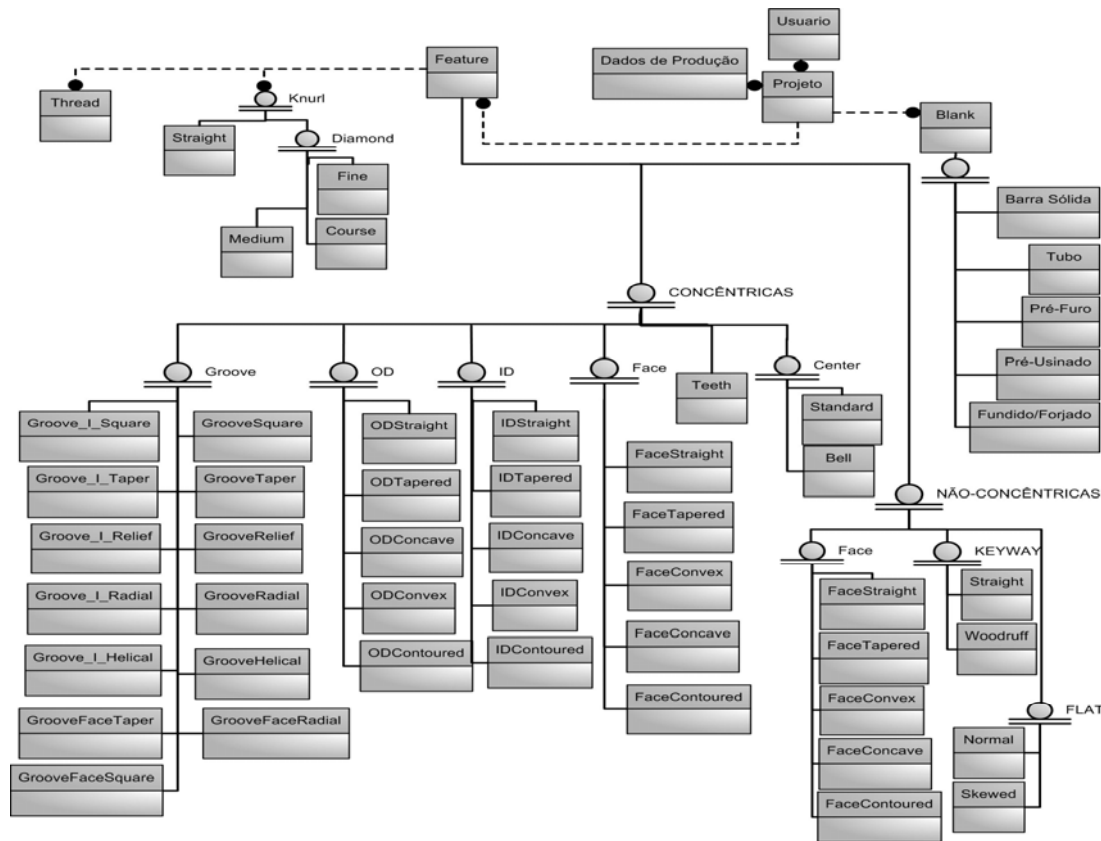 Usuario
Feature
Dados de Produção
Projeto
Thread
Knurl
Blank
Straight
Diamond
Fine
Medium
Course
Barra Sólida
Tubo
Pré-Furo
Pré-Usinado
Fundido/Forjado
CONCÊNTRICAS
Groove
OD
ID
Face
Teeth
Center
Groove_I_Square
GrooveSquare
Groove_I_Taper
GrooveTaper
Groove_I_Relief
GrooveRelief
Groove_I_Radial
GrooveRadial
Groove_I_Helical
GrooveHelical
GrooveFaceTaper
GrooveFaceRadial
GrooveFaceSquare
ODStraight
ODTapered
ODConcave
ODConvex
ODContoured
IDStraight
IDTapered
IDConcave
IDConvex
IDContoured
FaceStraight
FaceTapered
FaceConvex
FaceConcave
FaceContoured
Standard
Bell
NÃO-CONCÊNTRICAS
Face
KEYWAY
FaceStraight
FaceTapered
FaceConvex
FaceConcave
FaceContoured
Straight
Woodruff
FLAT
Normal
Skewed